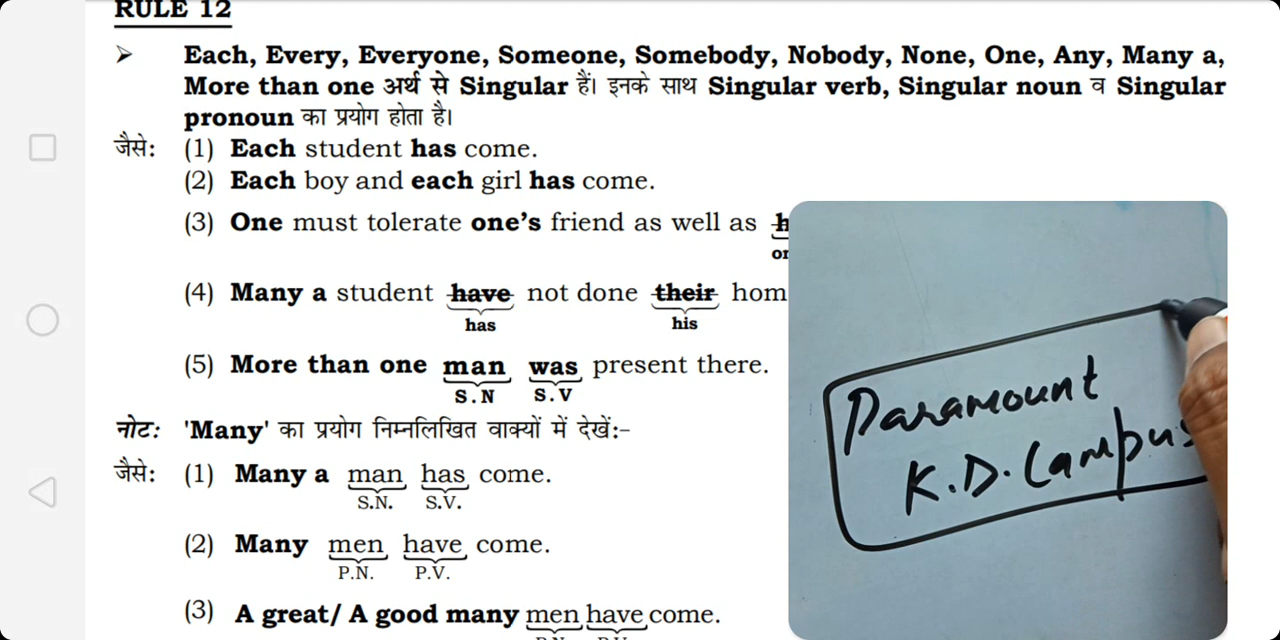 RULE 12
➤ Each, Every, Everyone, Someone, Somebody, Nobody, None, One, Any, Many a,
More than one अर्थ से Singular हैं। इनके साथ Singular verb, Singular noun व Singular
pronoun का प्रयोग होता है।
जैसे: (1) Each student has come.
(2) Each boy and each girl has come.
(3) One must tolerate one's friend as well as
(4) Many a student have not done their hom
has his
(5) More than one man was present there.
S.N S.V
नोट: 'Many' का प्रयोग निम्नलिखित वाक्यों में देखें:-
जैसे: (1) Many a man has come.
S.N. S.V.
(2) Many men have come.
P.N. P.V.
(3) A great/ A good many men have come.
Paramount
K.D. Campus